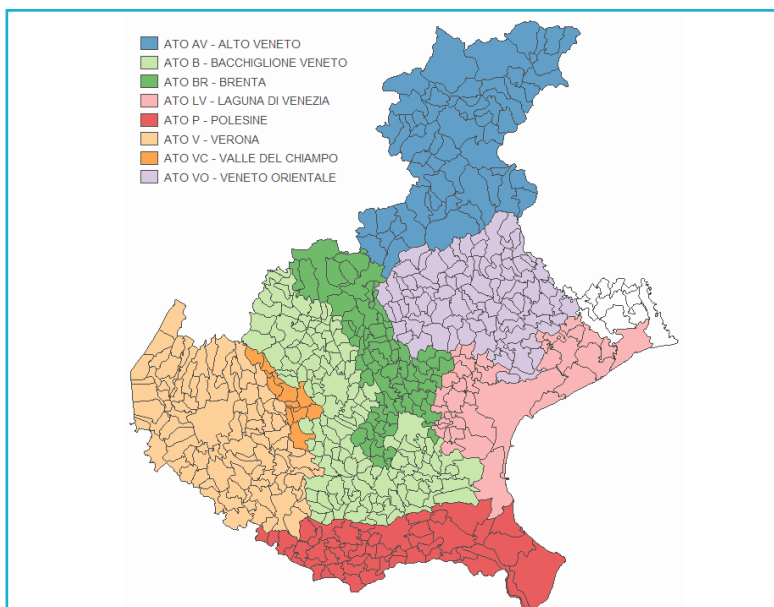 ATO AV - ALTO VENETO
ATO B - BACCHIGLIONE VENETO
ATO BR - BRENTA
ATO LV - LAGUNA DI VENEZIA
ATO P - POLESINE
ATO V - VERONA
ATO VC - VALLE DEL CHIAMPO
ATO VO - VENETO ORIENTALE